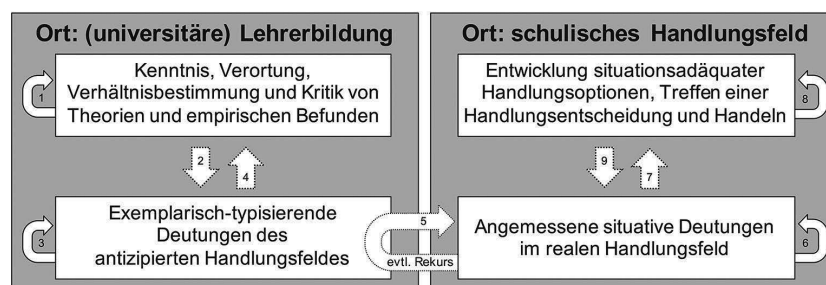 Ort: (universitäre) Lehrerbildung
Kenntnis, Verortung,
Verhältnisbestimmung und Kritik von
Theorien und empirischen Befunden
1
2
4
3
Exemplarisch-typisierende
Deutungen des
antizipierten Handlungsfeldes
5
evtl. Rekurs
Ort: schulisches Handlungsfeld
Entwicklung situationsadäquater
Handlungsoptionen, Treffen einer
Handlungsentscheidung und Handeln
8
9
7
Angemessene situative Deutungen
im realen Handlungsfeld
6